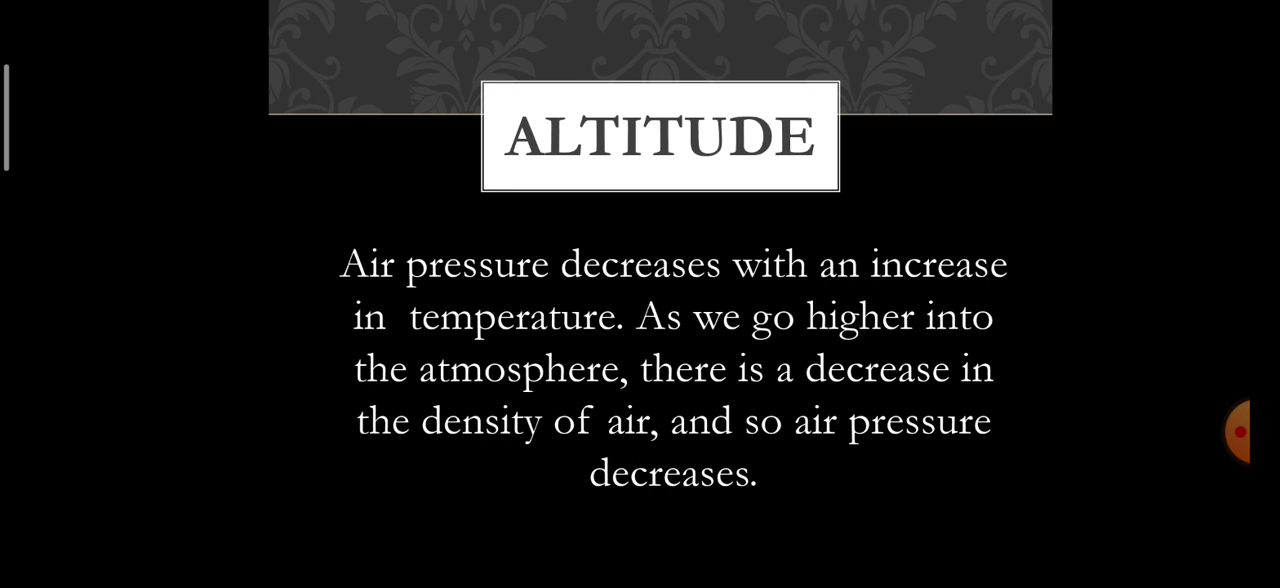 ALTITUDE
Air pressure decreases with an increase
in temperature. As we go higher into
the atmosphere, there is a decrease in
the density of air, and so air pressure
decreases.